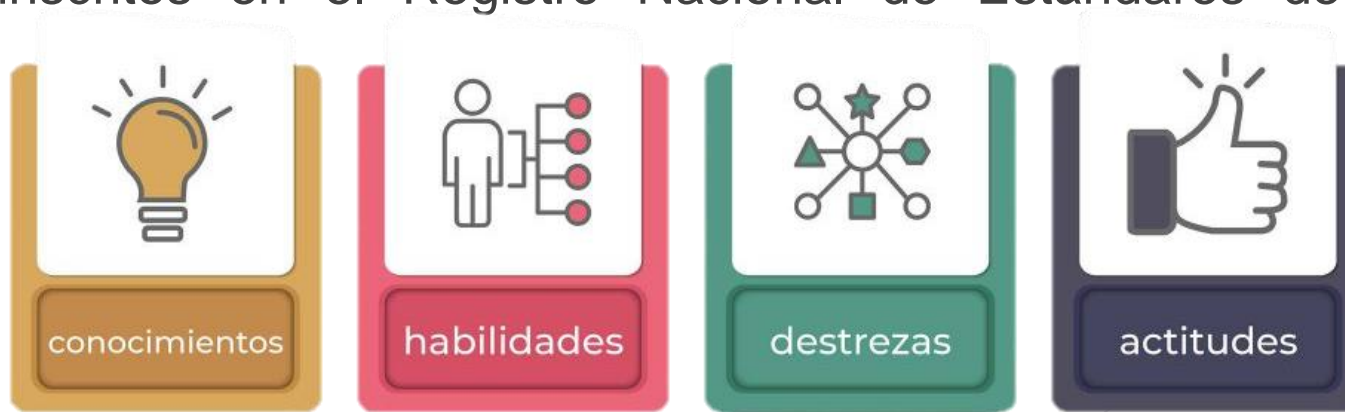 inscritos en el Registro Nacional de Estándares de
conocimientos habilidades destrezas actitudes